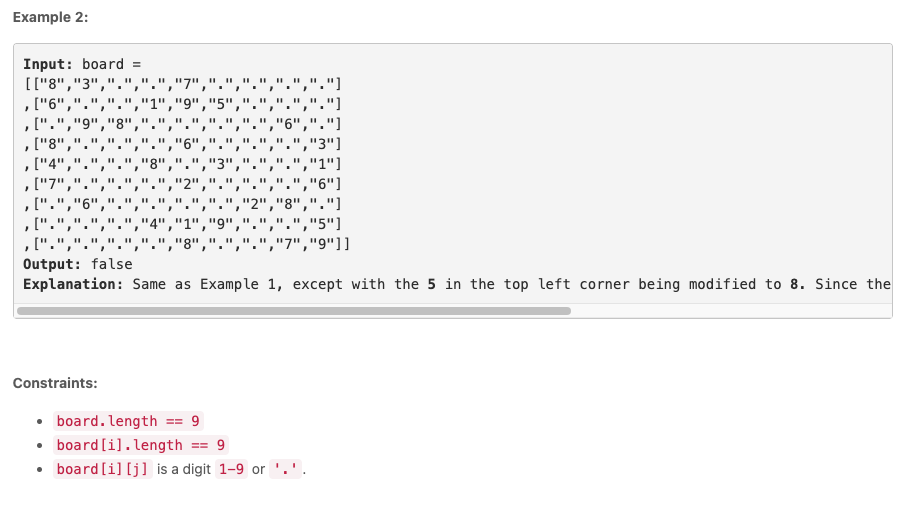 Example 2:
Input: board =
[["8","3",".",".","7",".",".",".","."]
,["6",".",".","1","9","5",".",".","."]
,[".","9","8",".",".",".",".","6","."]
,["8",".",".",".","6",".",".",".","3"]
,["4",".",".","8",".","3",".",".","1"]
,["7",".",".",".","2",".",".",".","6"]
,[".","6",".",".",".",".","2","8","."]
,[".",".",".","4","1","9",".",".","5"]
,[".",".",".",".","8",".",".","7","9"]]
Output: false
Explanation: Same as Example 1, except with the 5 in the top left corner being modified to 8. Since the
Constraints:
• board.length == 9
• board[i].length == 9
• board[i][j] is a digit 1-9 or '.'.